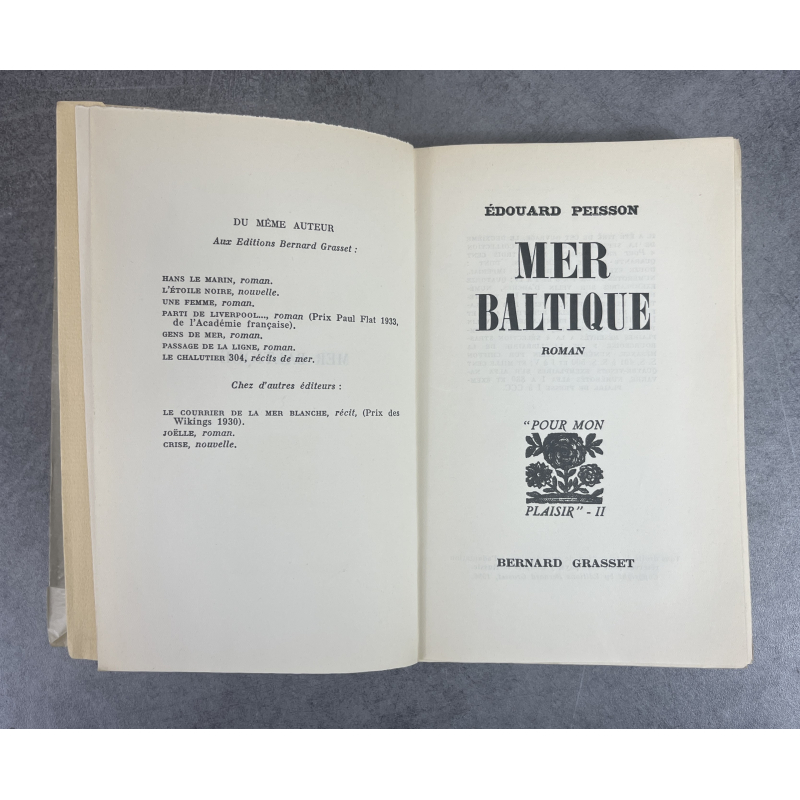 DU MÊME AUTEUR
Aux Editions Bernard Grasset :
HANS LE MARIN, roman.
L'ÉTOILE NOIRE, nouvelle.
UNE FEMME, roman.
PARTI DE LIVERPOOL..., roman (Prix Paul Flat 1933,
de l'Académie française).
GENS DE MER, roman.
PASSAGE DE LA LIGNE, roman.
LE CHALUTIER 304, récits de mer.
Chez d'autres éditeurs :
LE COURRIER DE LA MER BLANCHE, récit, (Prix des
Wikings 1930).
JOËLLE, roman.
CRISE, nouvelle.
ÉDOUARD PEISSON
MER
BALTIQUE
ROMAN
"POUR MON
PLAISIR" - II
BERNARD GRASSET